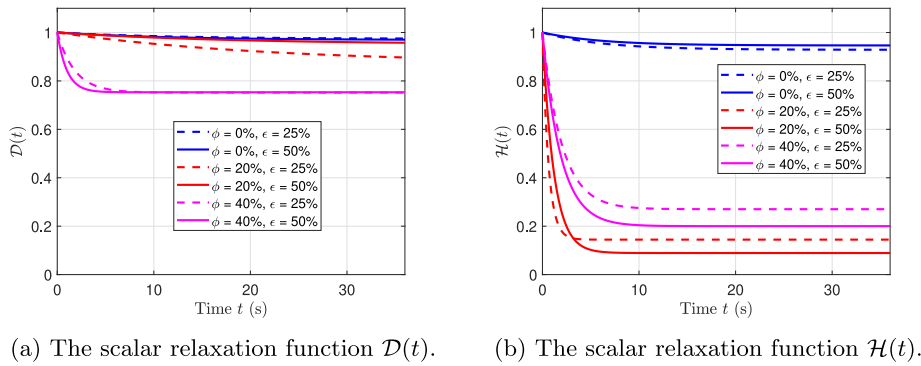 1
0.8
0.6
0.4
0.2
0
𝒟(t)
ϕ = 0%, ϵ = 25%
ϕ = 0%, ϵ = 50%
ϕ = 20%, ϵ = 25%
ϕ = 20%, ϵ = 50%
ϕ = 40%, ϵ = 25%
ϕ = 40%, ϵ = 50%
0 10 20 30
Time t (s)
(a) The scalar relaxation function 𝒟(t).
1
0.8
0.6
0.4
0.2
0
ℋ(t)
ϕ = 0%, ϵ = 25%
ϕ = 0%, ϵ = 50%
ϕ = 20%, ϵ = 25%
ϕ = 20%, ϵ = 50%
ϕ = 40%, ϵ = 25%
ϕ = 40%, ϵ = 50%
0 10 20 30
Time t (s)
(b) The scalar relaxation function ℋ(t).